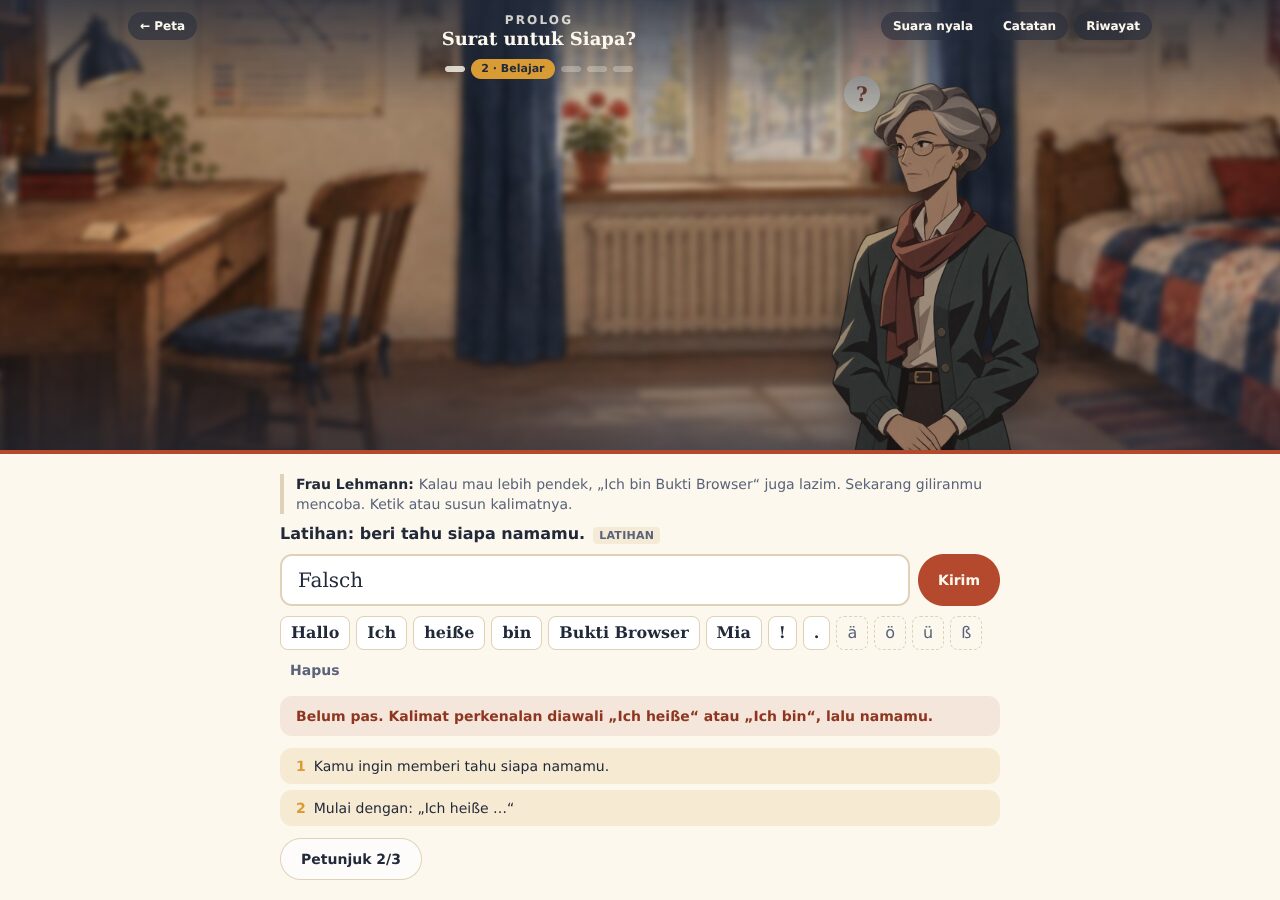 ← Peta
PROLOG
Surat untuk Siapa?
2 · Belajar
Suara nyala
Catatan
Riwayat
?
Frau Lehmann: Kalau mau lebih pendek, „Ich bin Bukti Browser“ juga lazim. Sekarang giliranmu
mencoba. Ketik atau susun kalimatnya.
Latihan: beri tahu siapa namamu. LATIHAN
Falsch
Kirim
Hallo Ich heiße bin Bukti Browser Mia ! . ä ö ü ß
Hapus
Belum pas. Kalimat perkenalan diawali „Ich heiße“ atau „Ich bin“, lalu namamu.
1 Kamu ingin memberi tahu siapa namamu.
2 Mulai dengan: „Ich heiße …“
Petunjuk 2/3